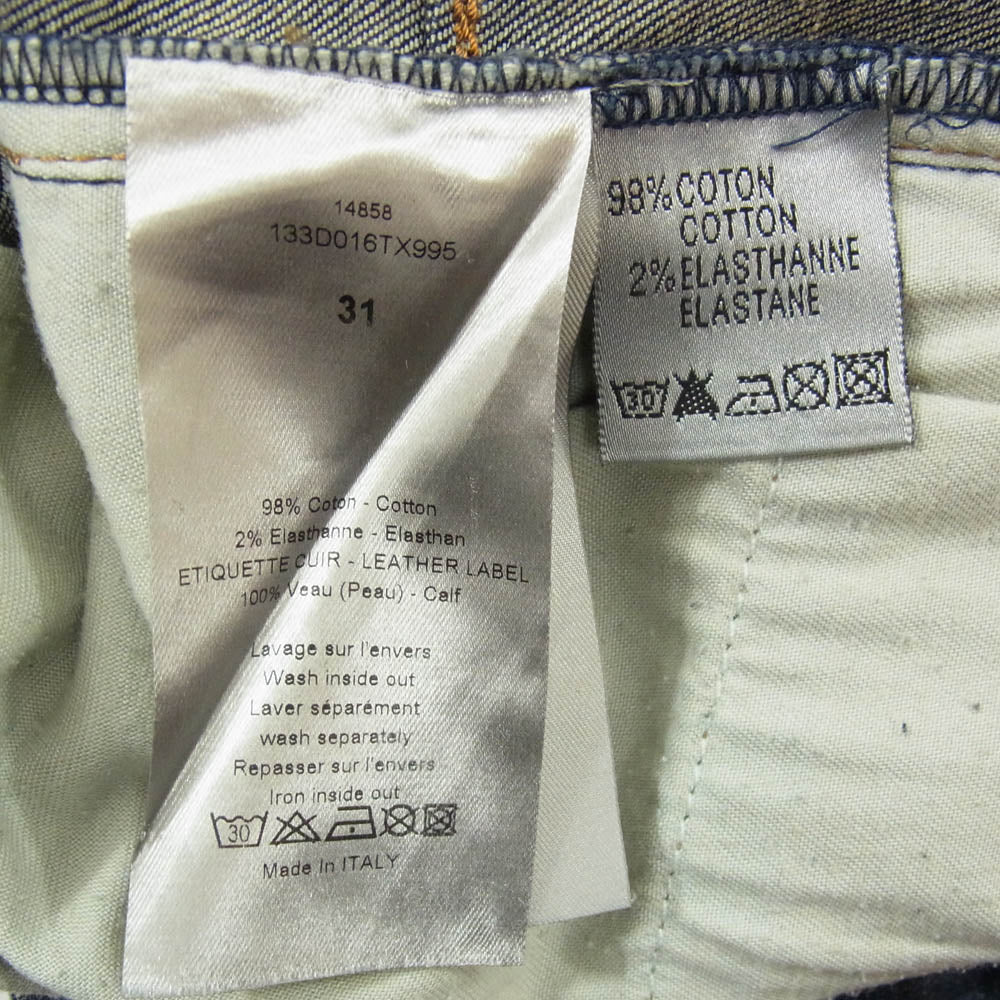 14858
133D016TX995
31
98% Coton - Cotton
2% Elasthanne - Elasthan
ETIQUETTE CUIR - LEATHER LABEL
100% Veau (Peau) - Calf
Lavage sur l'envers
Wash inside out
Laver séparément
wash separately
Repasser sur l'envers
Iron inside out
30
Made In ITALY
98% COTON
COTTON
2% ELASTHANNE
ELASTANE
30